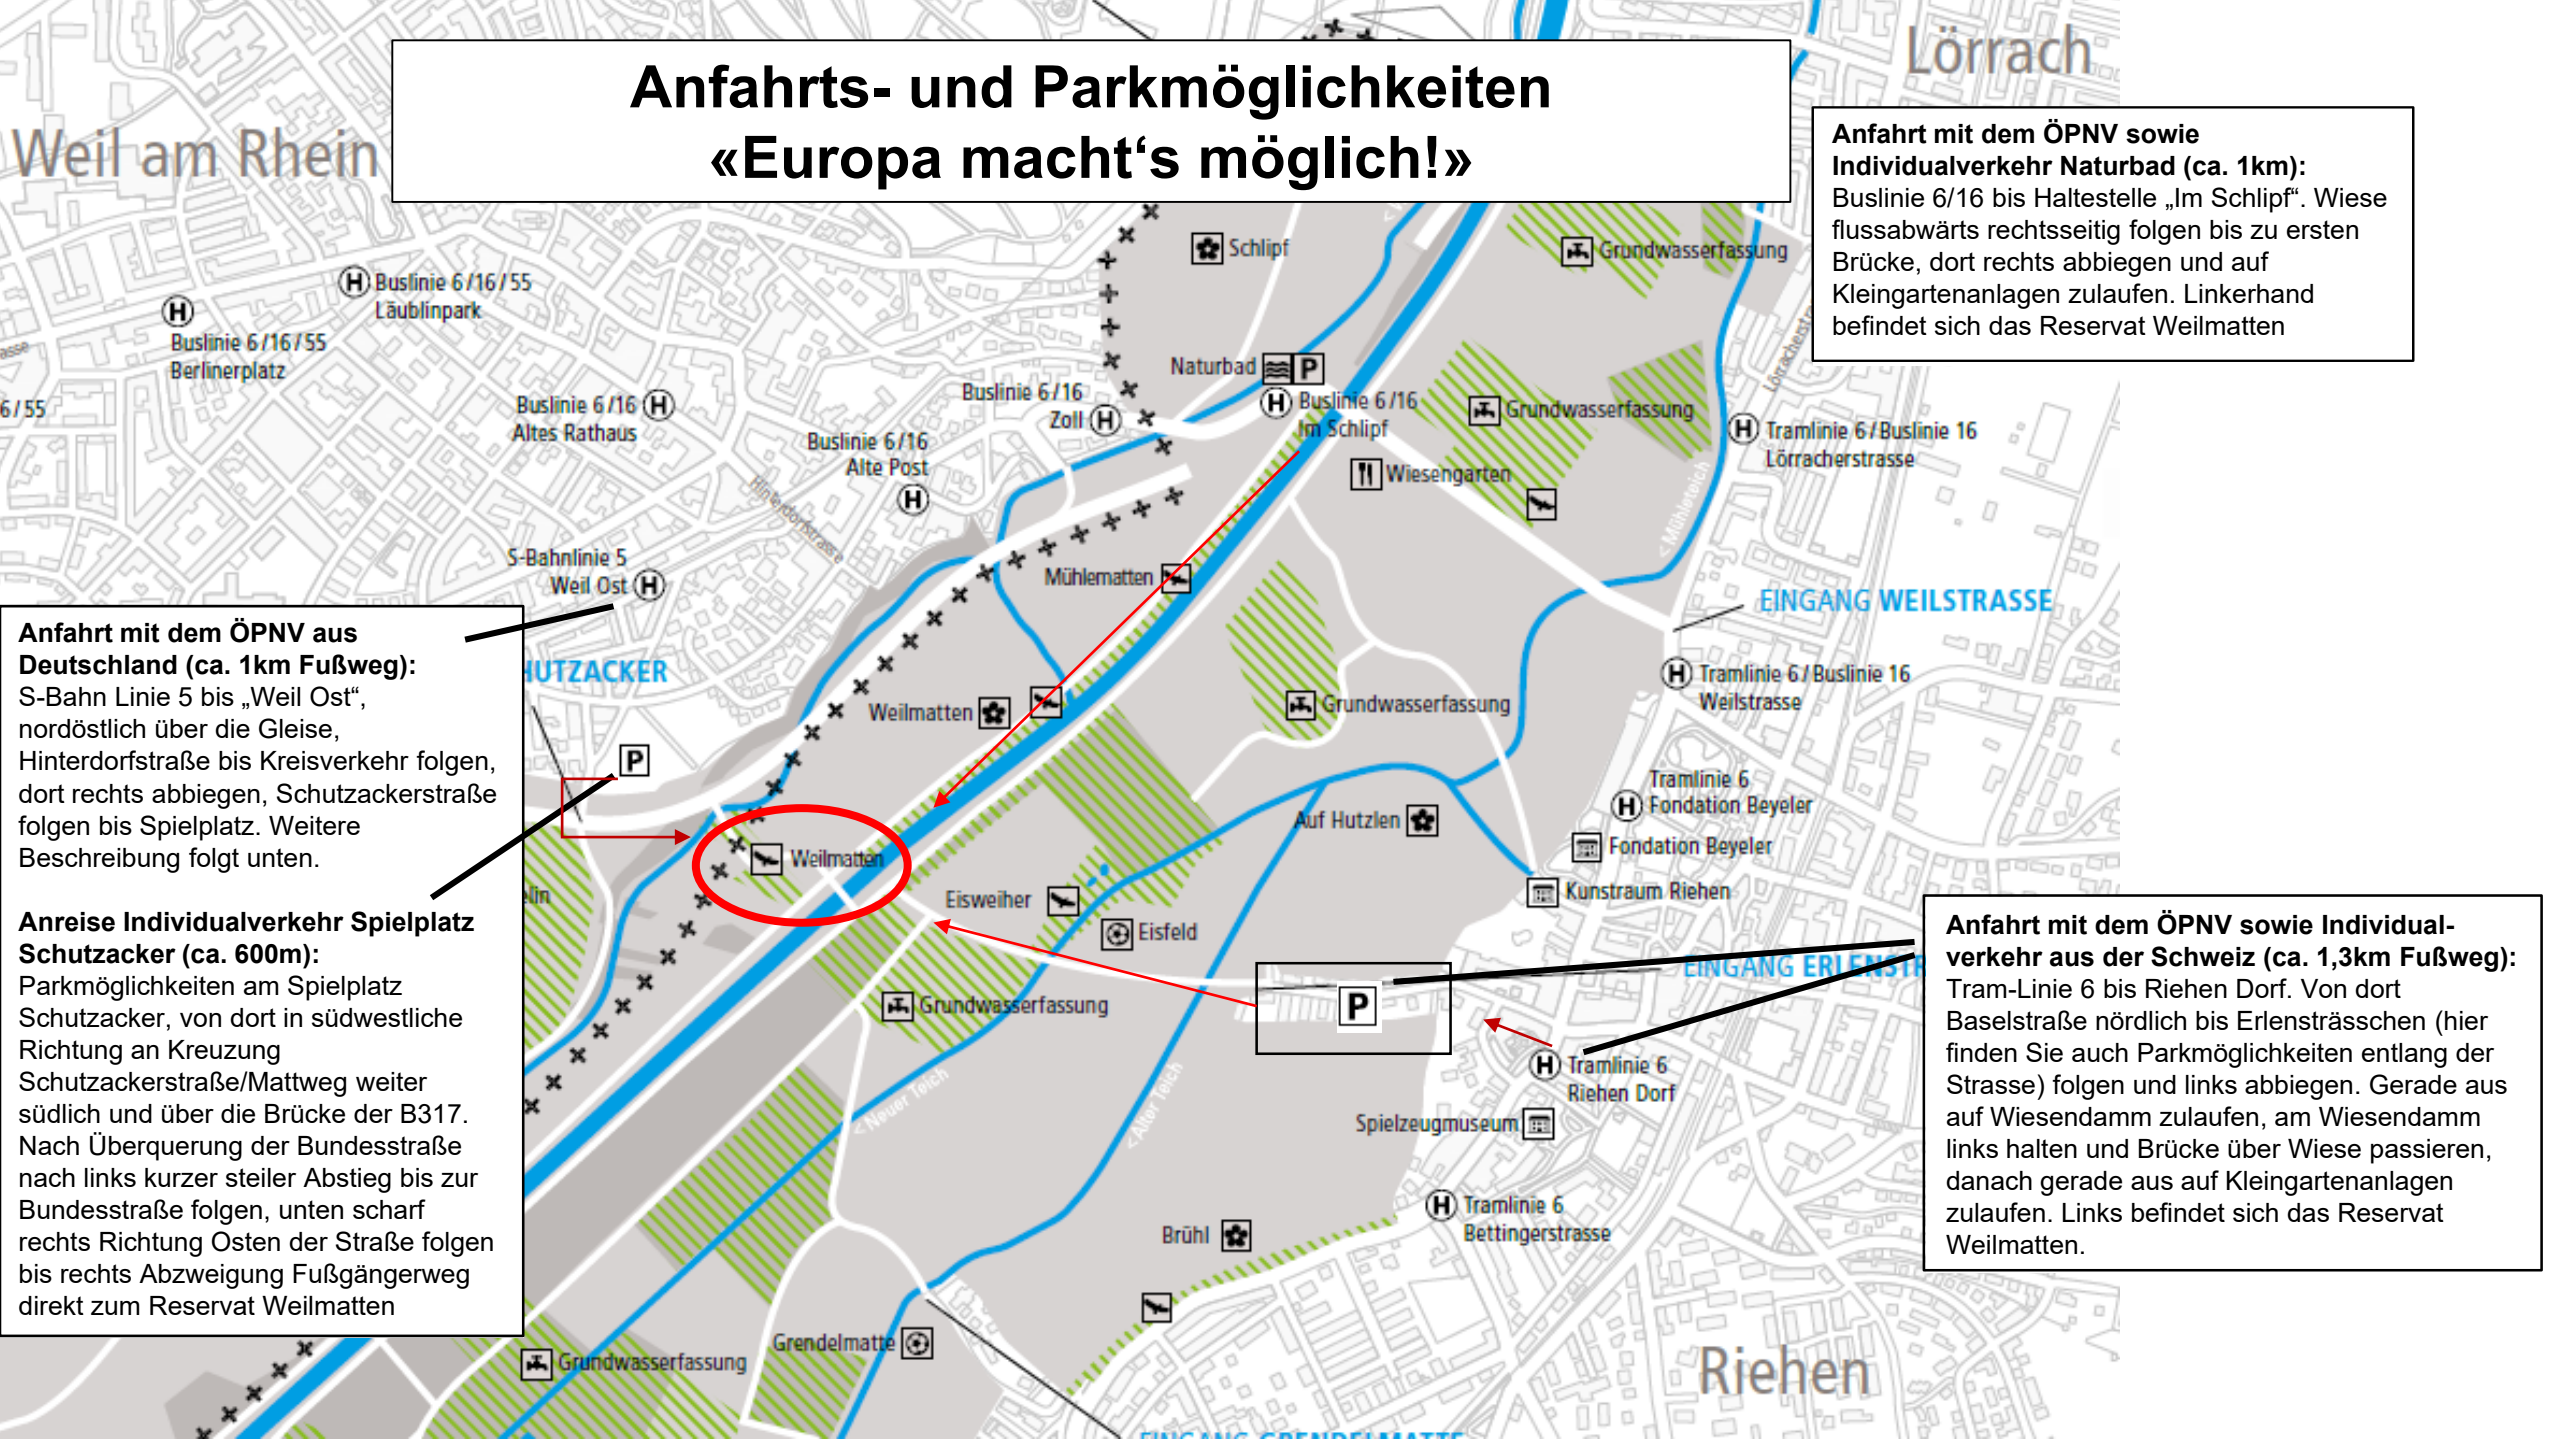 Lörrach
Anfahrts- und Parkmöglichkeiten
«Europa macht‘s möglich!»
Weil am Rhein
Anfahrt mit dem ÖPNV sowie
Individualverkehr Naturbad (ca. 1km):
Buslinie 6/16 bis Haltestelle „Im Schlipf“. Wiese
flussabwärts rechtsseitig folgen bis zu ersten
Brücke, dort rechts abbiegen und auf
Kleingartenanlagen zulaufen. Linkerhand
befindet sich das Reservat Weilmatten
Schlipf
Grundwasserfassung
H Buslinie 6/16/55
Läublinpark
H
Buslinie 6/16/55
Berlinerplatz
6/55
Buslinie 6/16 H
Altes Rathaus
Buslinie 6/16
Zoll H
Buslinie 6/16
Alte Post
H
Naturbad P
H Buslinie 6/16
Im Schlipf
Grundwasserfassung
Wiesengarten
H Tramlinie 6/Buslinie 16
Lörracherstrasse
Hinterdorfstrasse
< Mühleteich
S-Bahnlinie 5
Weil Ost H
Mühlematten
EINGANG WEILSTRASSE
H Tramlinie 6/Buslinie 16
Weilstrasse
HUTZACKER
P
Weilmatten
Grundwasserfassung
Anfahrt mit dem ÖPNV aus
Deutschland (ca. 1km Fußweg):
S-Bahn Linie 5 bis „Weil Ost“,
nordöstlich über die Gleise,
Hinterdorfstraße bis Kreisverkehr folgen,
dort rechts abbiegen, Schutzackerstraße
folgen bis Spielplatz. Weitere
Beschreibung folgt unten.
Anreise Individualverkehr Spielplatz
Schutzacker (ca. 600m):
Parkmöglichkeiten am Spielplatz
Schutzacker, von dort in südwestliche
Richtung an Kreuzung
Schutzackerstraße/Mattweg weiter
südlich und über die Brücke der B317.
Nach Überquerung der Bundesstraße
nach links kurzer steiler Abstieg bis zur
Bundesstraße folgen, unten scharf
rechts Richtung Osten der Straße folgen
bis rechts Abzweigung Fußgängerweg
direkt zum Reservat Weilmatten
Tramlinie 6
H Fondation Beyeler
Auf Hutzlen
Fondation Beyeler
Weilmatten
Kunstraum Riehen
Eisweiher
Eisfeld
elin
EINGANG ERLENSTR
Grundwasserfassung
P
H Tramlinie 6
Riehen Dorf
< Neuer Teich
< Alter Teich
Spielzeugmuseum
Anfahrt mit dem ÖPNV sowie Individual-
verkehr aus der Schweiz (ca. 1,3km Fußweg):
Tram-Linie 6 bis Riehen Dorf. Von dort
Baselstraße nördlich bis Erlensträsschen (hier
finden Sie auch Parkmöglichkeiten entlang der
Strasse) folgen und links abbiegen. Gerade aus
auf Wiesendamm zulaufen, am Wiesendamm
links halten und Brücke über Wiese passieren,
danach gerade aus auf Kleingartenanlagen
zulaufen. Links befindet sich das Reservat
Weilmatten.
H Tramlinie 6
Bettingerstrasse
Brühl
Grendelmatte
Grundwasserfassung
Riehen
EINGANG GRENDELMATTE